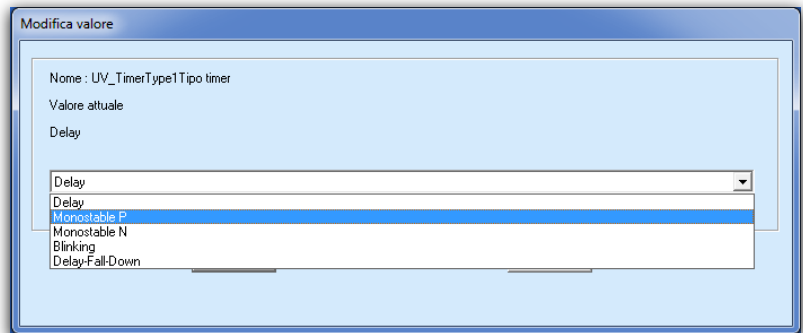 Modifica valore
Nome : UV_TimerType1Tipo timer
Valore attuale
Delay
Delay
Delay
Monostable P
Monostable N
Blinking
Delay-Fall-Down